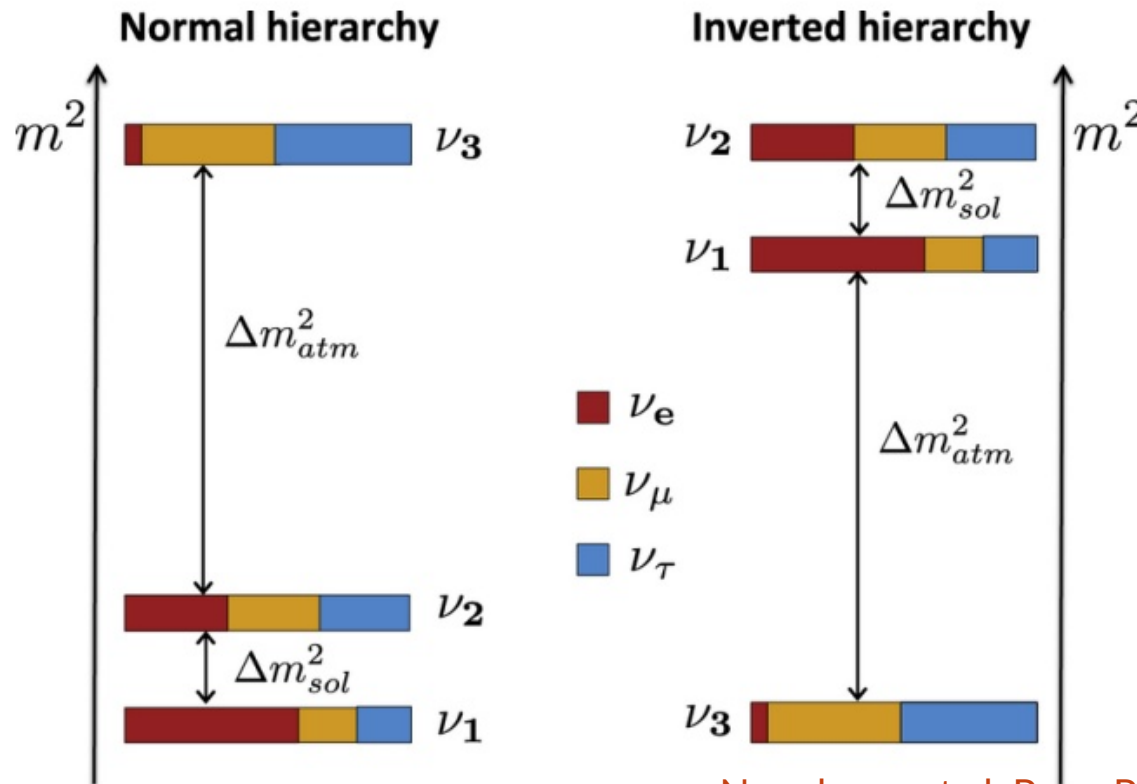 Normal hierarchy
Inverted hierarchy
m²
ν₃
Δm²ₐₜₘ
ν₂
Δm²ₛₒₗ
ν₁
ν₂
m²
Δm²ₛₒₗ
ν₁
νe
Δm²ₐₜₘ
νμ
ντ
ν₃